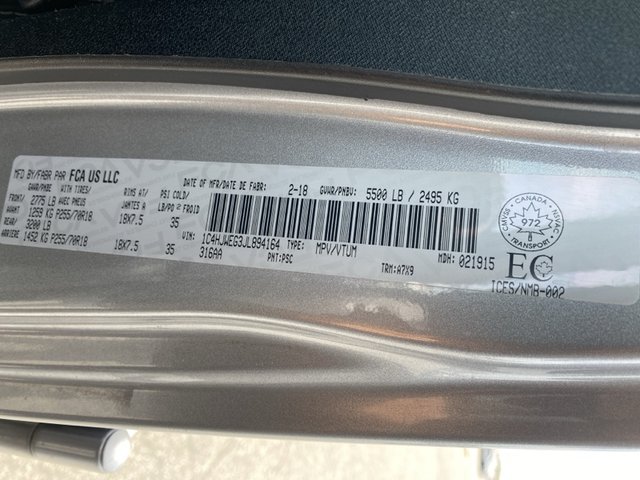 MFD BY/FABR PAR FCA US LLC
DATE OF MFR/DATE DE FABR: 2-18 GVWR/PNBV: 5500 LB / 2495 KG
GAWR/PNBE WITH TIRES/ RIMS AT/ PSI COLD/
FRONT/ 2775 LB AVEC PNEUS JANTES A LB/PO² FROID
AVANT 1259 KG P255/70R18 18X7.5 35
REAR/ 3200 LB
ARRIERE 1452 KG P255/70R18 18X7.5 35
VIN: 1C4HJWEG3JL894164 TYPE: MPV/VTUM MDH: 021915
316AA PNT:PSC TRM:A7X9
CANADA
972
TRANSPORT
EC
ICES/NMB-002